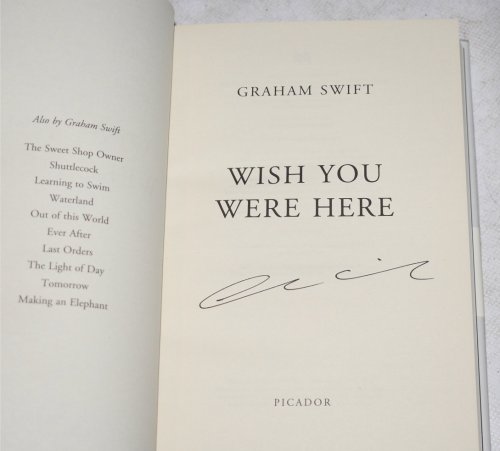 Also by Graham Swift
The Sweet Shop Owner
Shuttlecock
Learning to Swim
Waterland
Out of this World
Ever After
Last Orders
The Light of Day
Tomorrow
Making an Elephant
GRAHAM SWIFT
WISH YOU
WERE HERE
PICADOR